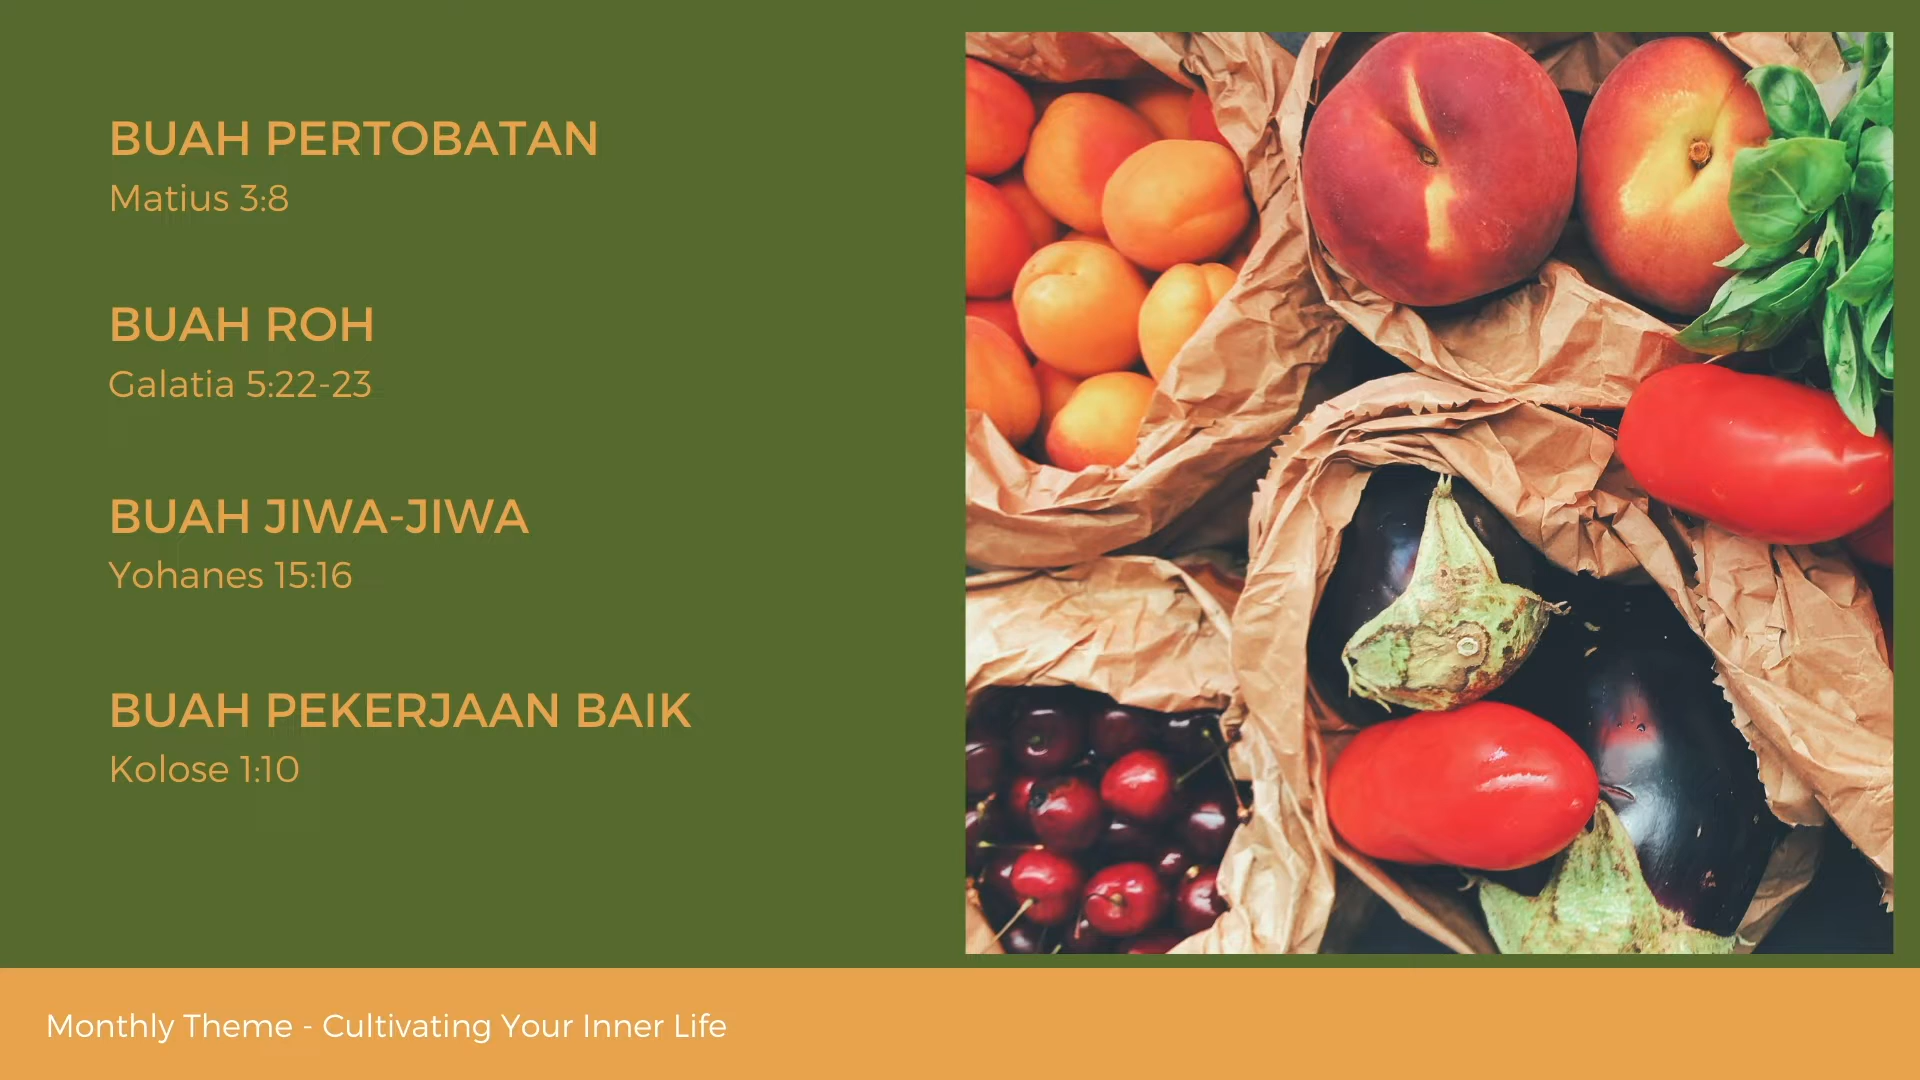 BUAH PERTOBATAN
Matius 3:8
BUAH ROH
Galatia 5:22-23
BUAH JIWA-JIWA
Yohanes 15:16
BUAH PEKERJAAN BAIK
Kolose 1:10
Monthly Theme - Cultivating Your Inner Life